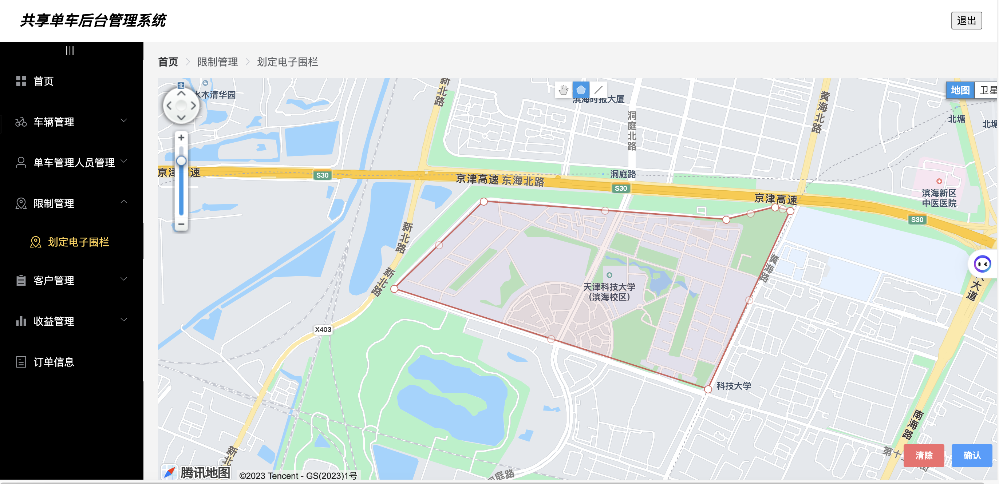 共享单车后台管理系统
退出
首页
车辆管理
单车管理人员管理
限制管理
划定电子围栏
客户管理
收益管理
订单信息
首页 > 限制管理 > 划定电子围栏
北
水木清华园
新北路
滨海时报大厦
洞庭北路
黄海北路
地图
卫星
北塘
京津高速
S30
京津高速
东海北路
洞庭路
S30
京津高速
滨海新区
中医医院
S30
新北路
新北路
黄海路
天津科技大学
(滨海校区)
大道
X403
科技大学
南海路
新北
第十
街
清除
确认
腾讯地图
©2023 Tencent - GS(2023)1号
庭路